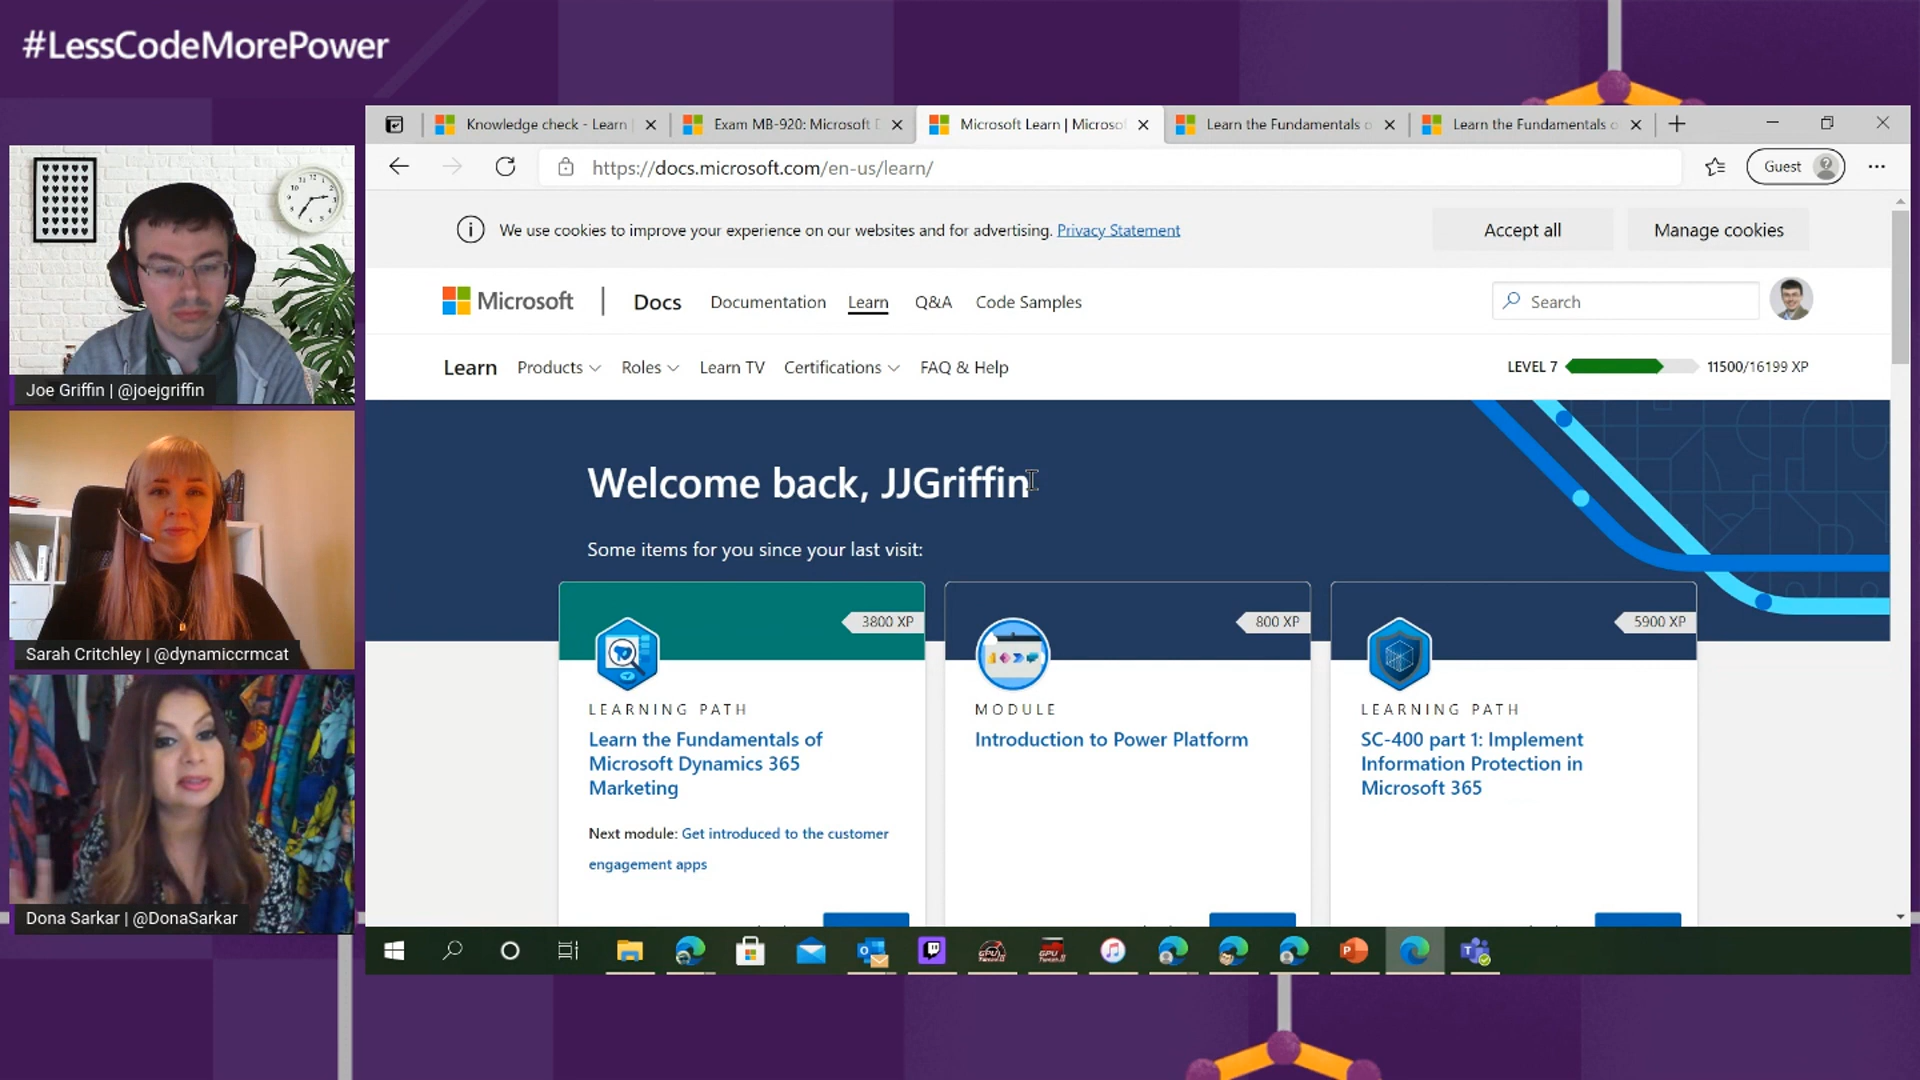 #LessCodeMorePower
Knowledge check - Learn |
Exam MB-920: Microsoft D
Microsoft Learn | Microsof
Learn the Fundamentals o
Learn the Fundamentals o
https://docs.microsoft.com/en-us/learn/
Guest
We use cookies to improve your experience on our websites and for advertising. Privacy Statement
Accept all
Manage cookies
Microsoft | Docs Documentation Learn Q&A Code Samples
Search
Learn Products Roles Learn TV Certifications FAQ & Help
LEVEL 7 11500/16199 XP
Welcome back, JJGriffin
Some items for you since your last visit:
3800 XP
LEARNING PATH
Learn the Fundamentals of
Microsoft Dynamics 365
Marketing
Next module: Get introduced to the customer
engagement apps
800 XP
MODULE
Introduction to Power Platform
5900 XP
LEARNING PATH
SC-400 part 1: Implement
Information Protection in
Microsoft 365
Joe Griffin | @joejgriffin
Sarah Critchley | @dynamiccrmcat
Dona Sarkar | @DonaSarkar